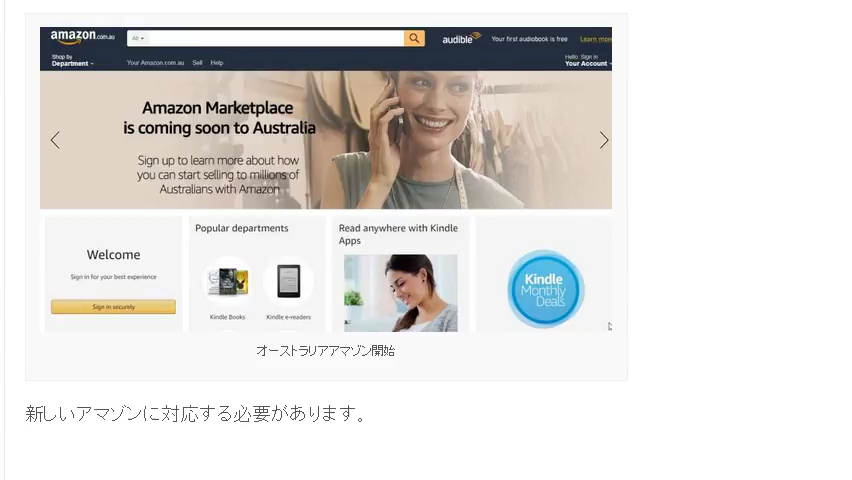 amazon.com.au
All
audible
Your first audiobook is free
Learn more
Shop by
Department
Your Amazon.com.au Sell Help
Hello. Sign in
Your Account
Amazon Marketplace
is coming soon to Australia
Sign up to learn more about how
you can start selling to millions of
Australians with Amazon
Welcome
Sign in for your best experience
Sign in securely
Popular departments
Kindle Books
Kindle e-readers
Read anywhere with Kindle
Apps
Kindle
Monthly
Deals
オーストラリアアマゾン開始
新しいアマゾンに対応する必要があります。